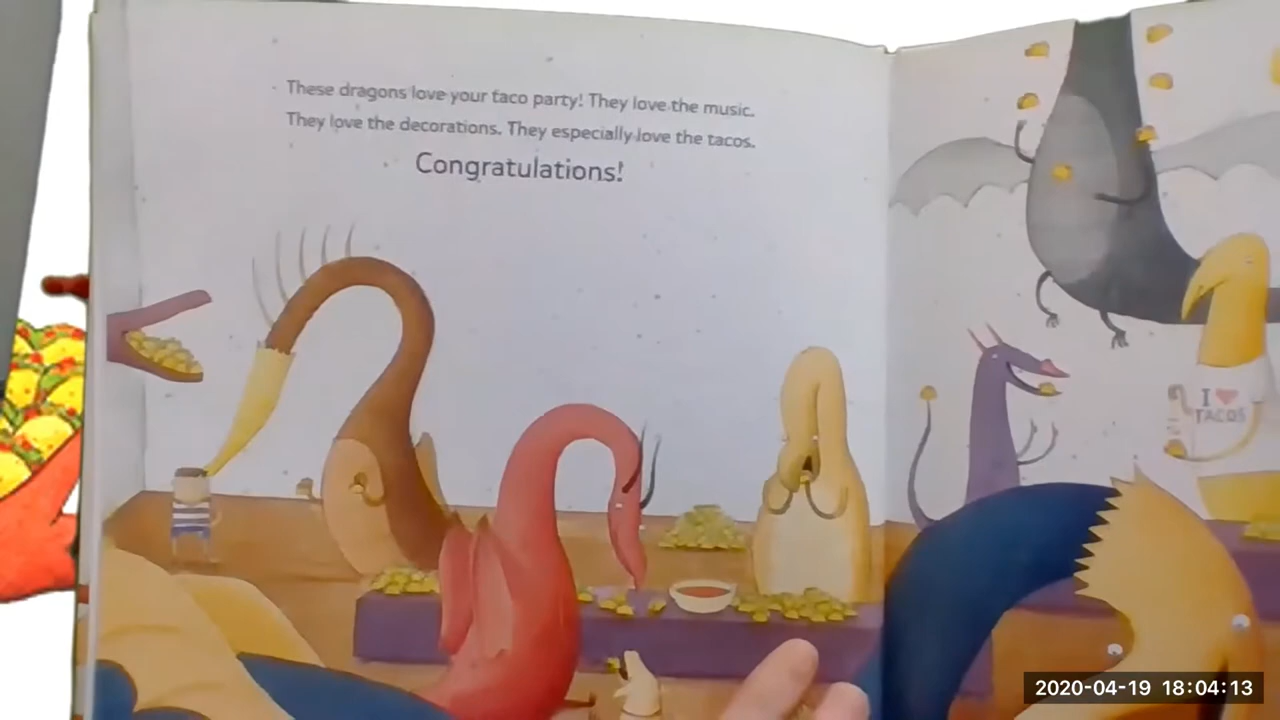 These dragons love your taco party! They love the music.
They love the decorations. They especially love the tacos.
Congratulations!
I ❤ TACOS
2020-04-19 18:04:13